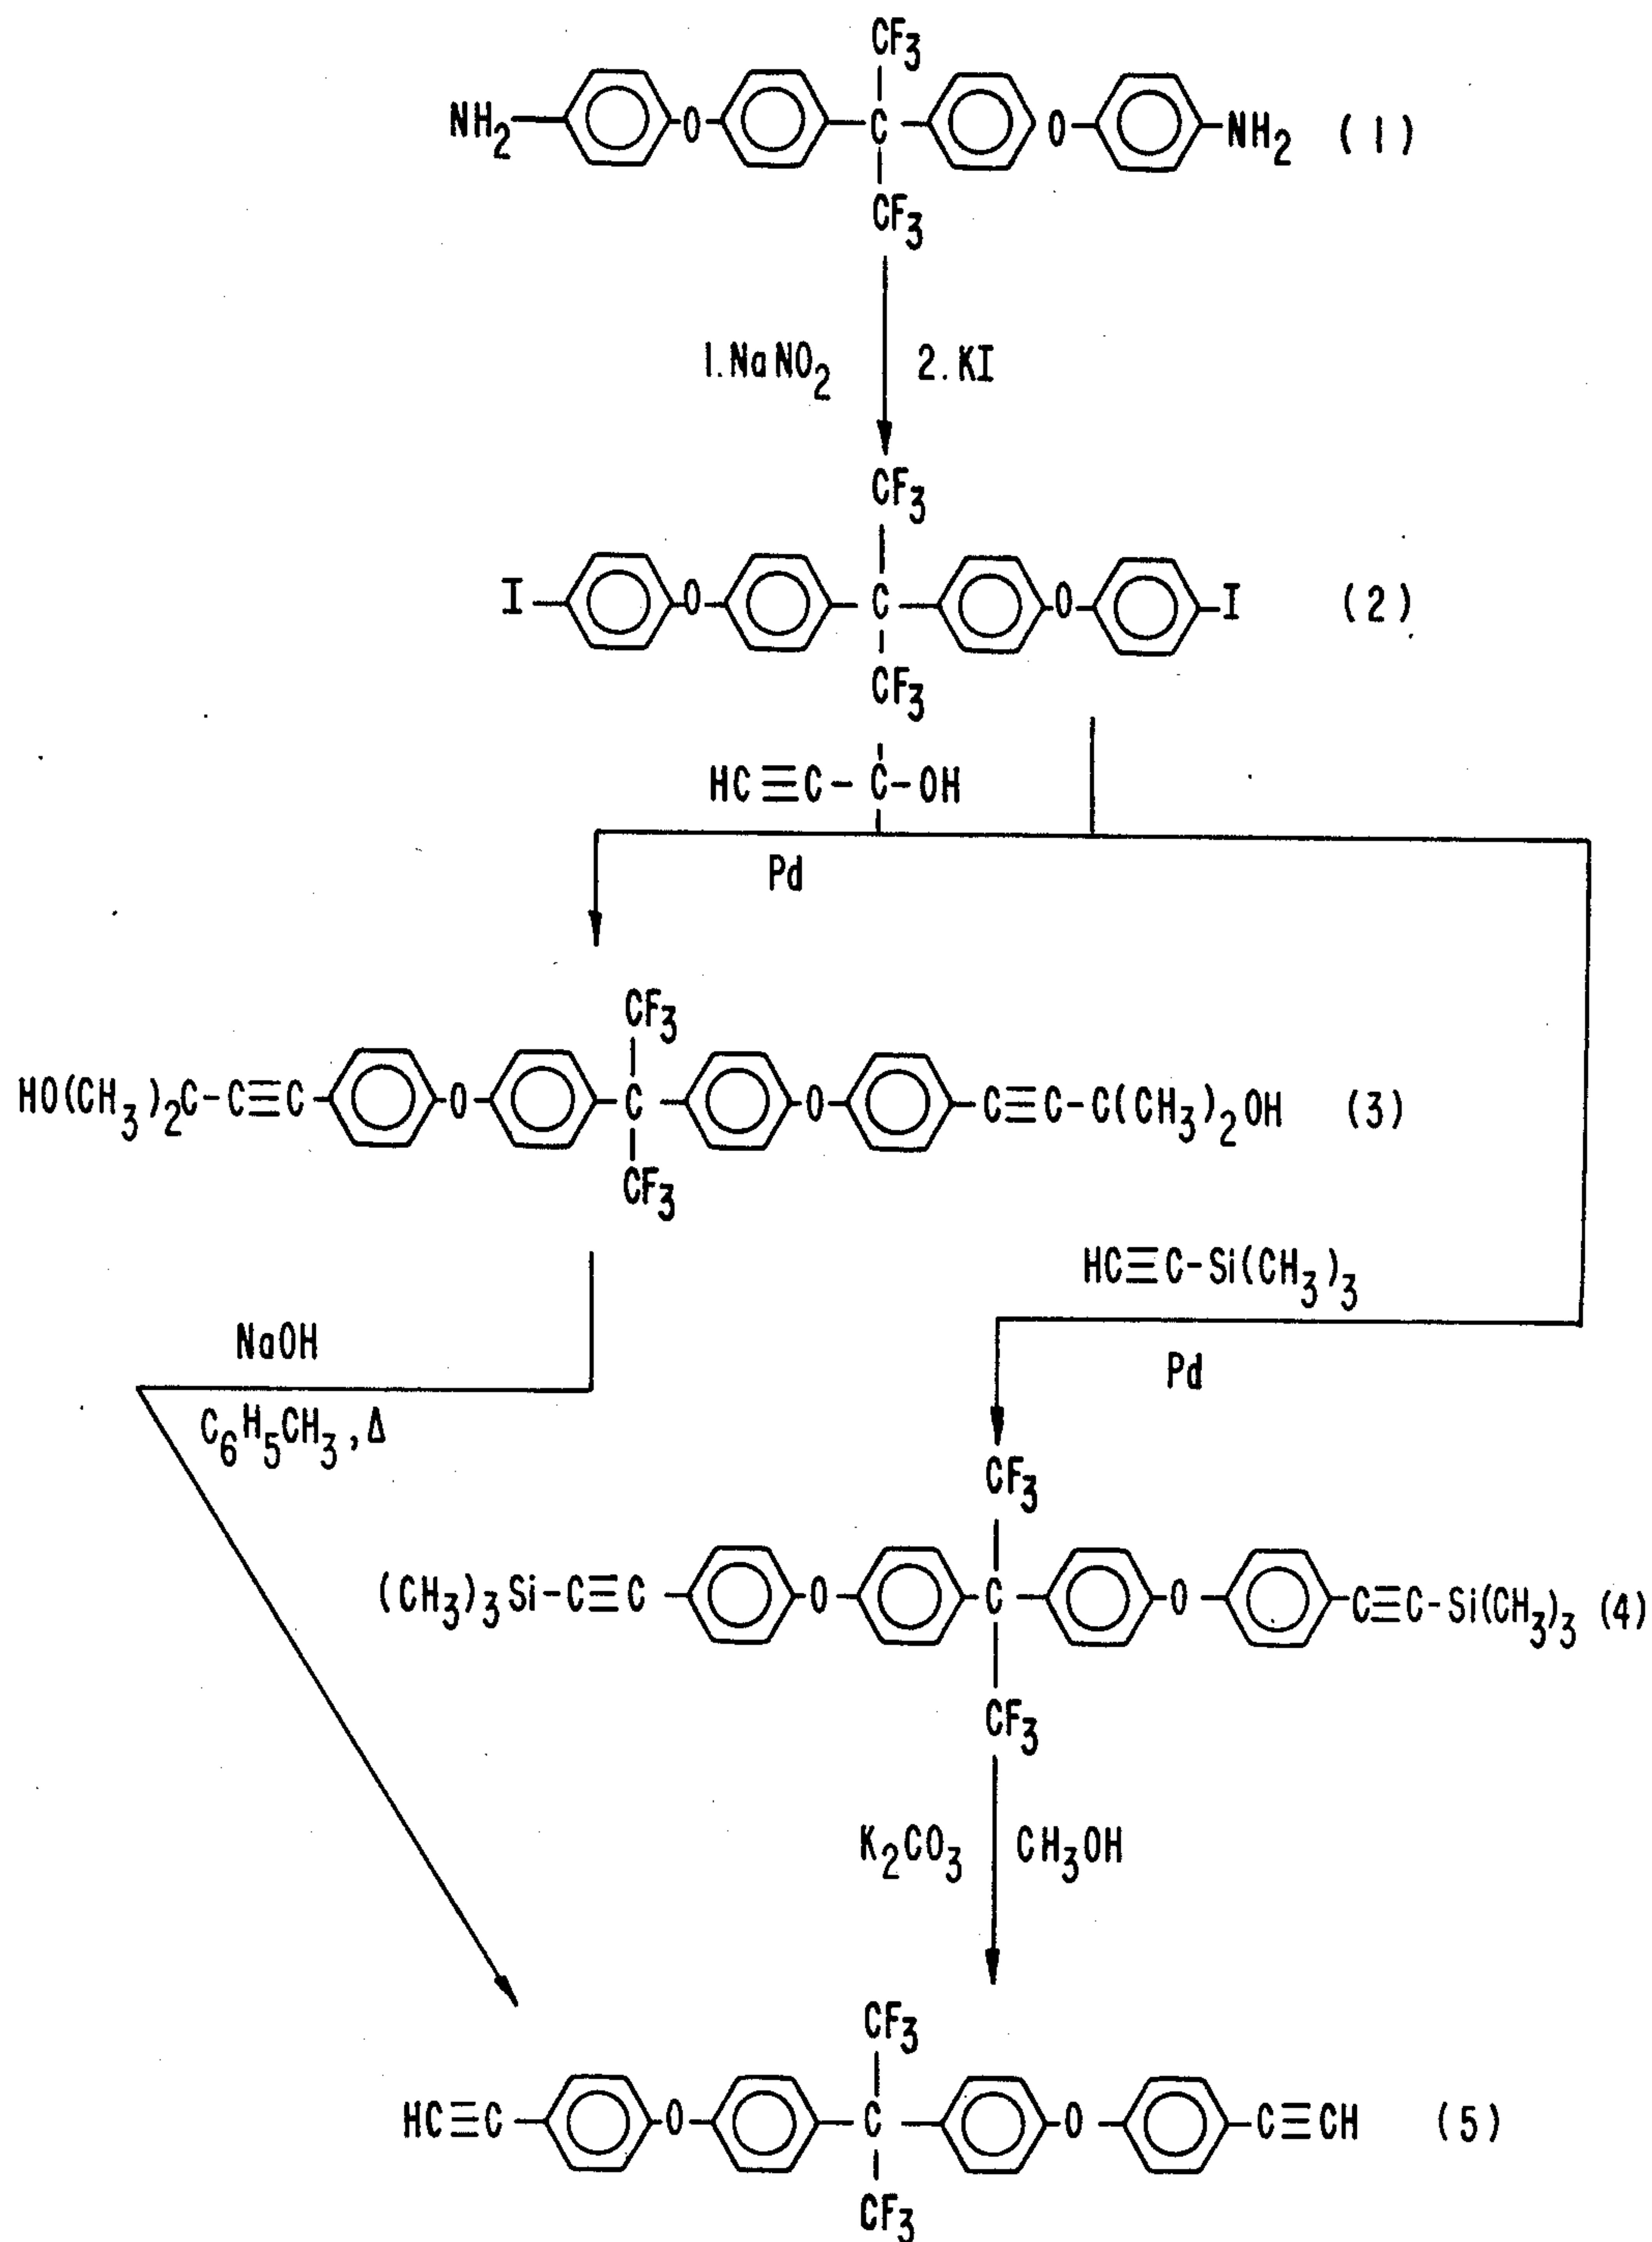 CF3
NH2 O C O NH2 (1)
CF3
1.NaNO2 2.KI
CF3
I O C O I (2)
CF3
HC≡C-C-OH
Pd
CF3
HO(CH3)2C-C≡C O C O C≡C-C(CH3)2OH (3)
CF3
HC≡C-Si(CH3)3
NaOH
Pd
C6H5CH3,Δ
CF3
(CH3)3Si-C≡C O C O C≡C-Si(CH3)3 (4)
CF3
K2CO3 CH3OH
CF3
HC≡C O C O C≡CH (5)
CF3